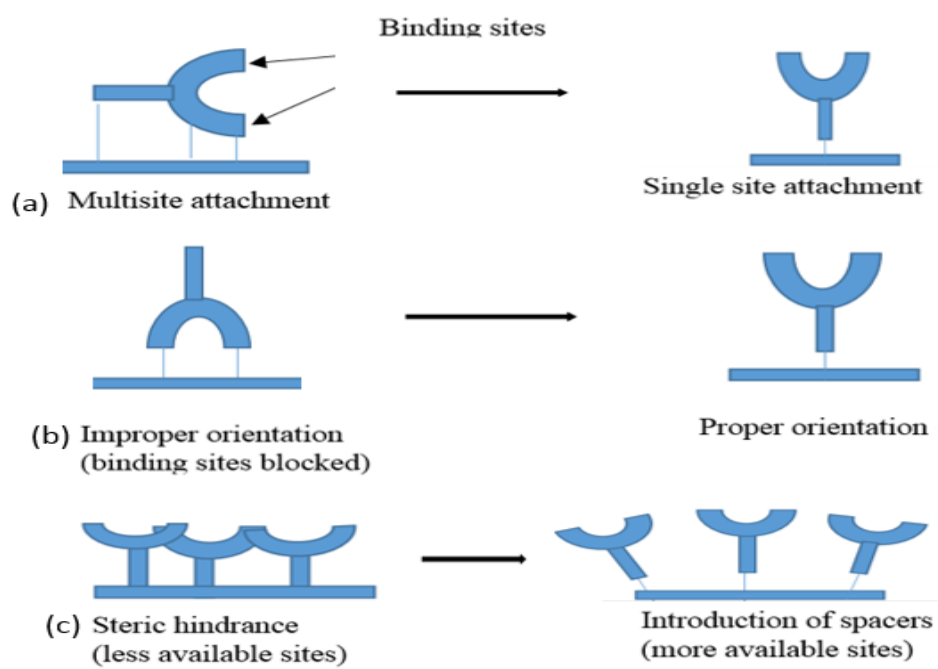 Binding sites
(a) Multisite attachment
Single site attachment
(b) Improper orientation
(binding sites blocked)
Proper orientation
(c) Steric hindrance
(less available sites)
Introduction of spacers
(more available sites)